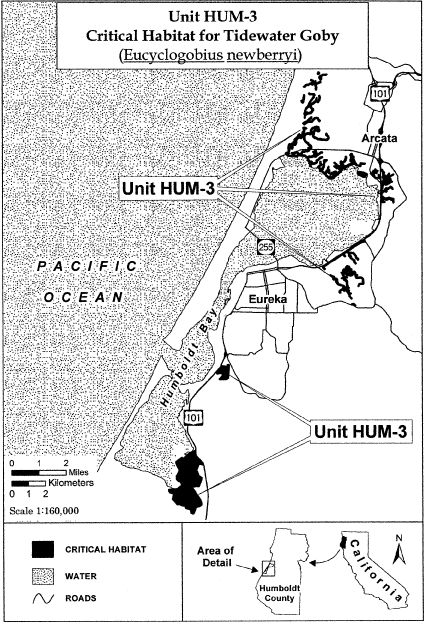 Unit HUM-3
Critical Habitat for Tidewater Goby
(Eucyclogobius newberryi)
101
Arcata
Unit HUM-3
255
PACIFIC
OCEAN
Eureka
Humboldt Bay
101
Unit HUM-3
0 1 2
Miles
Kilometers
0 1 2
Scale 1:160,000
CRITICAL HABITAT
WATER
ROADS
Area of
Detail
Humboldt
County
California
N